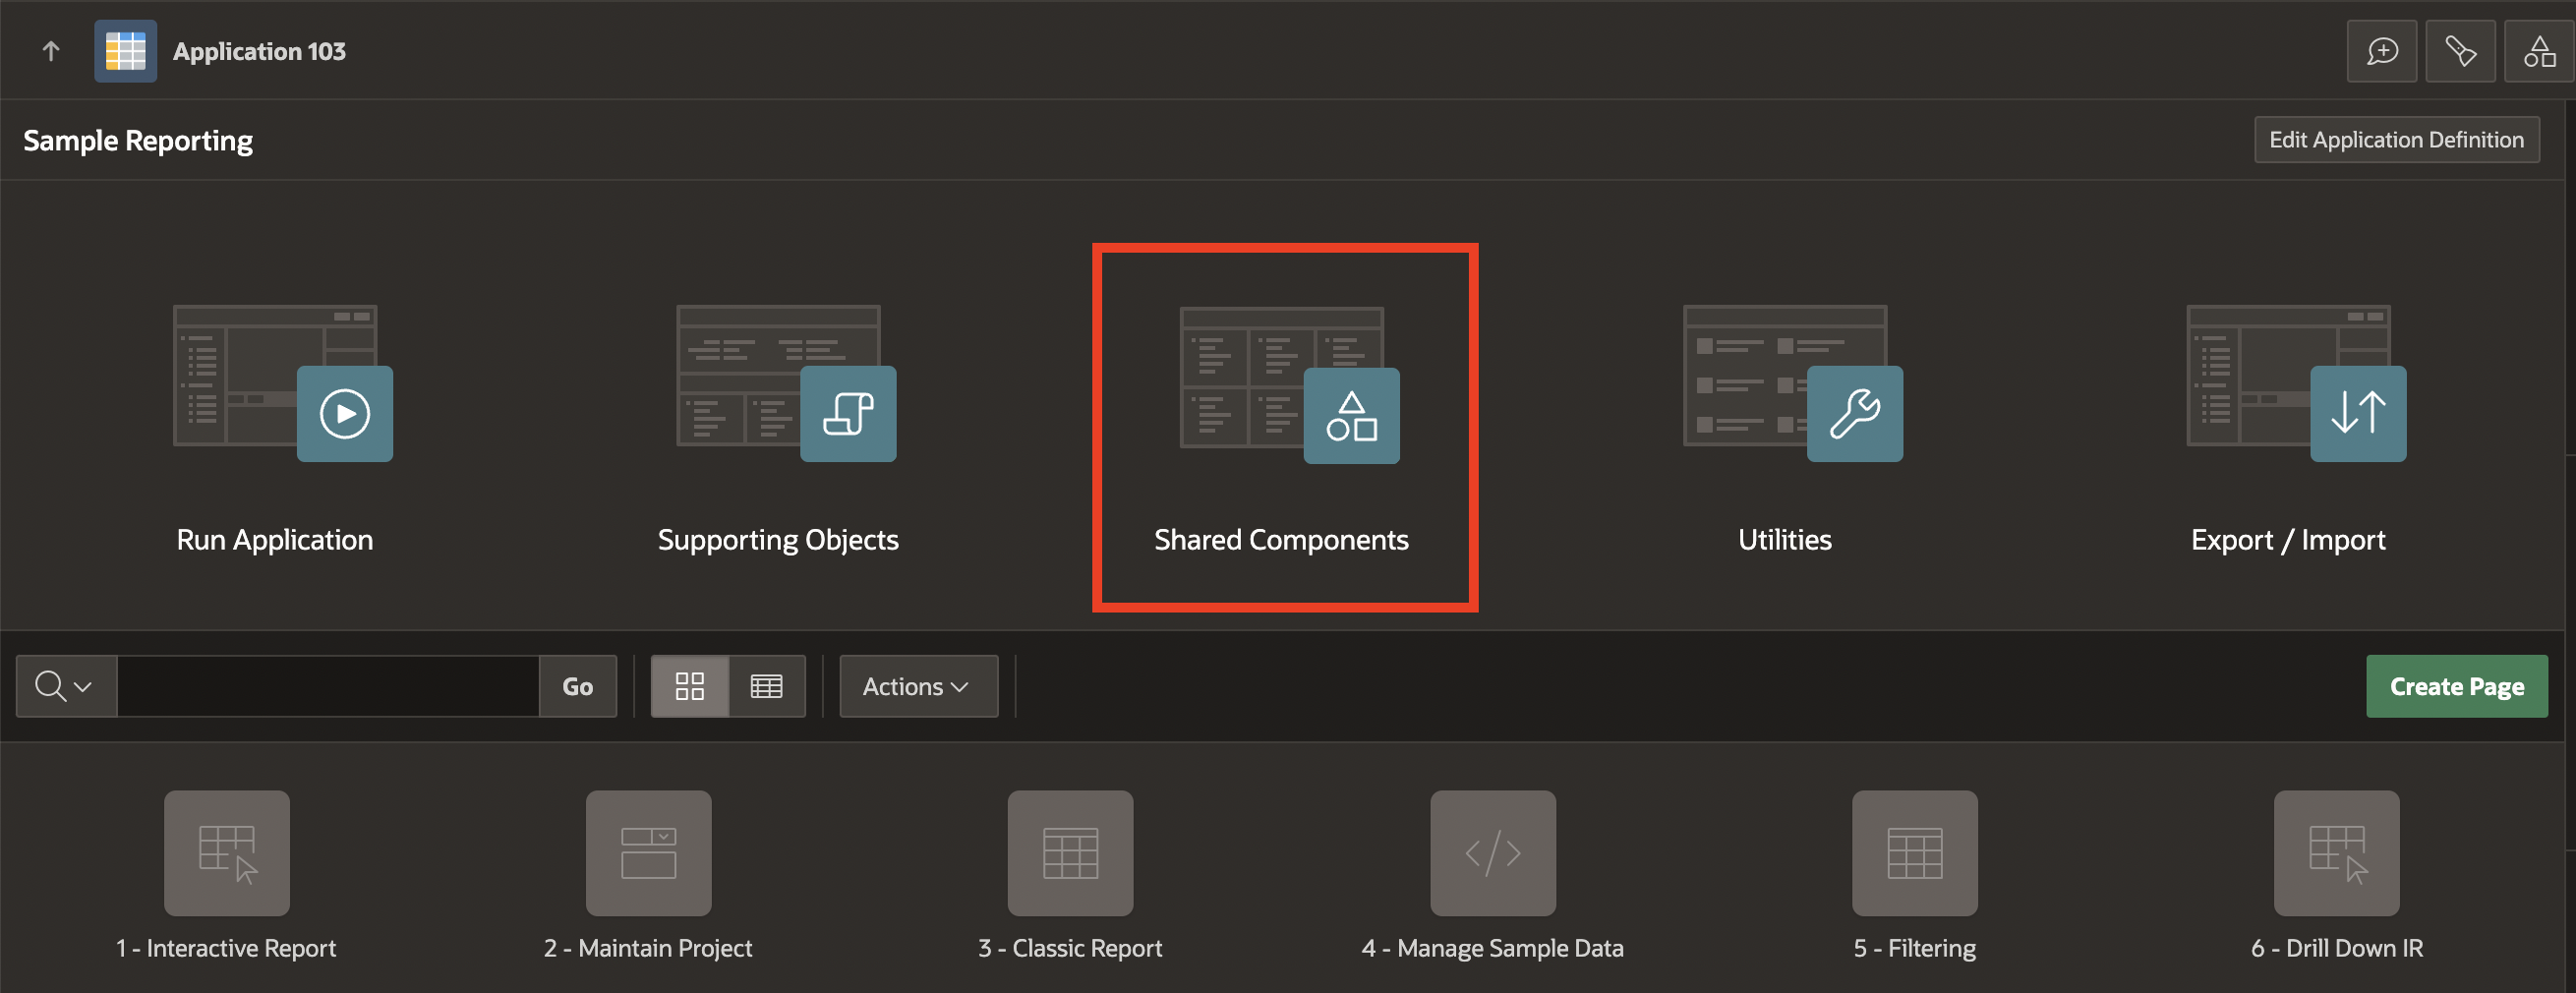 Application 103
Sample Reporting
Edit Application Definition
Run Application
Supporting Objects
Shared Components
Utilities
Export / Import
Go
Actions
Create Page
1 - Interactive Report
2 - Maintain Project
3 - Classic Report
4 - Manage Sample Data
5 - Filtering
6 - Drill Down IR